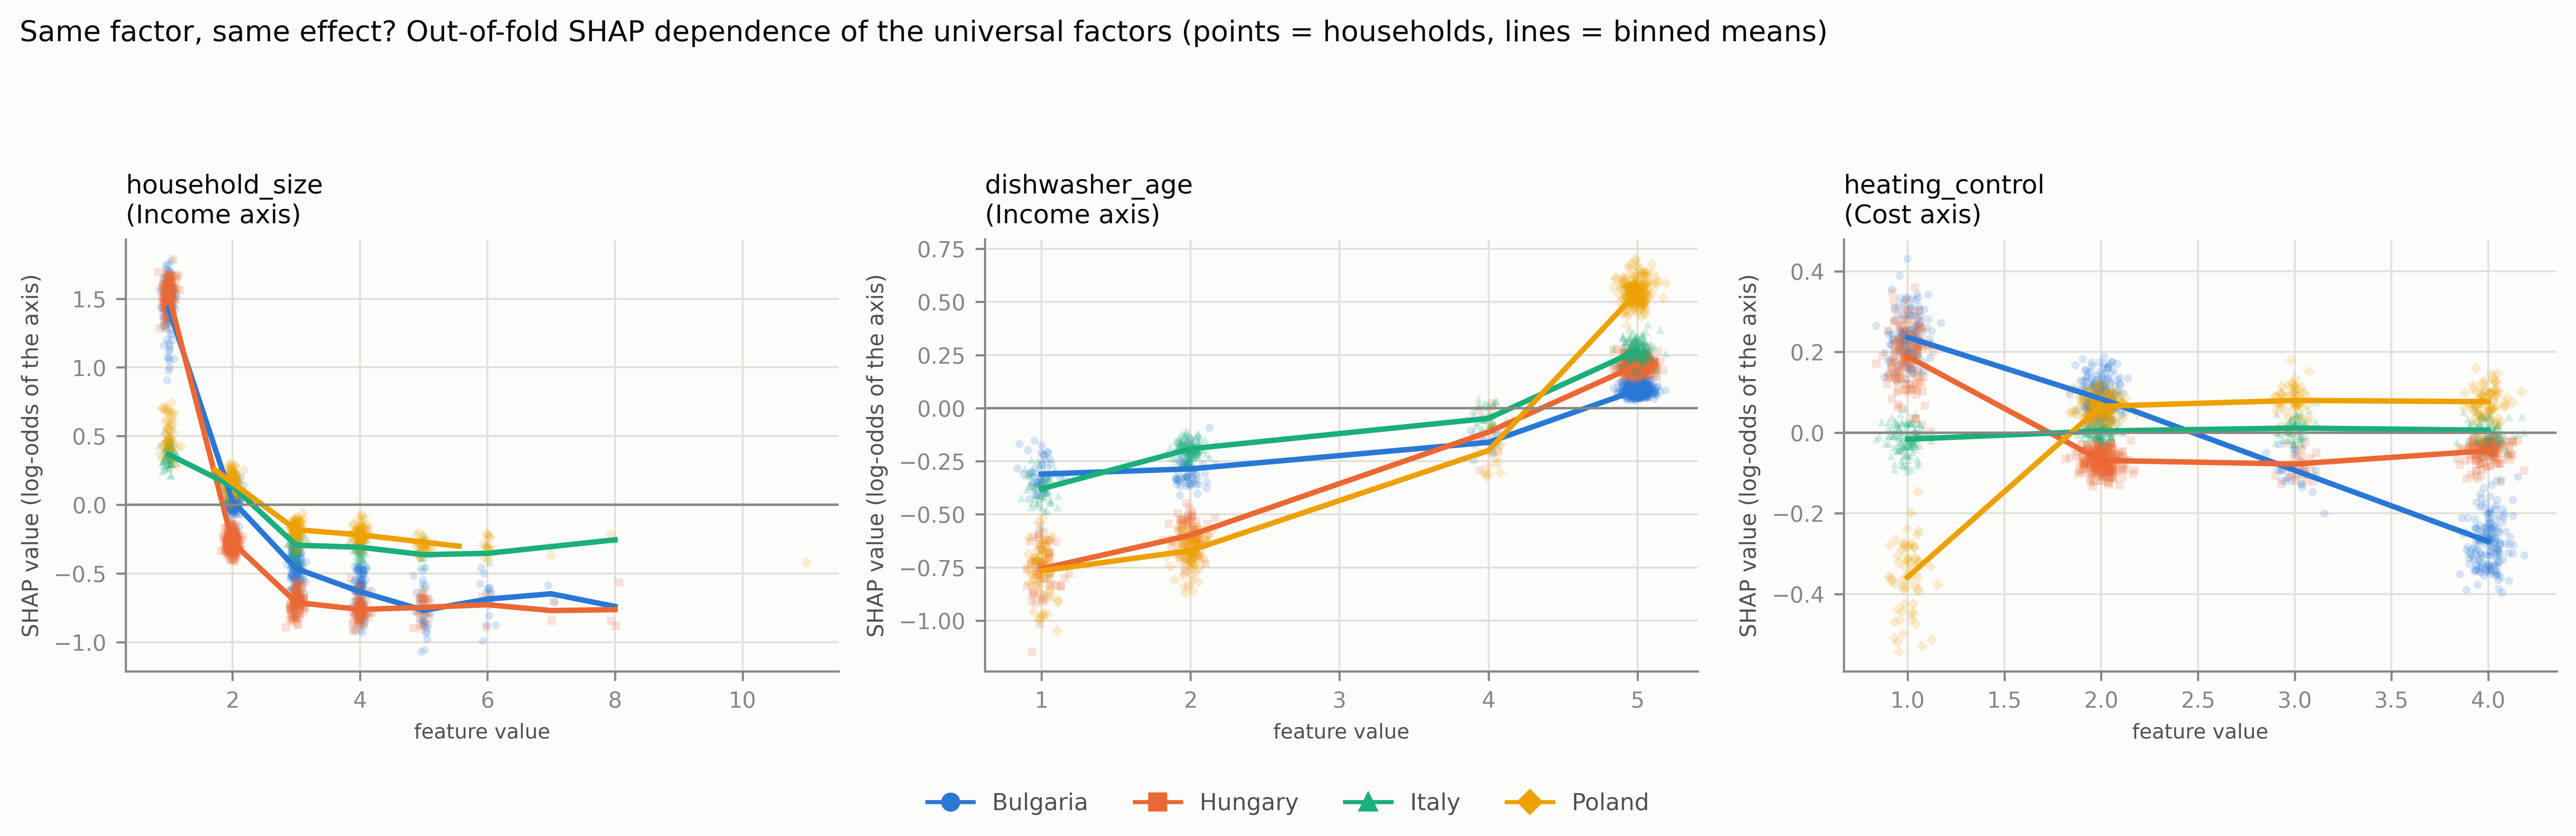 Same factor, same effect? Out-of-fold SHAP dependence of the universal factors (points = households, lines = binned means)
household_size
(Income axis)
SHAP value (log-odds of the axis)
1.5
1.0
0.5
0.0
−0.5
−1.0
2
4
6
8
10
feature value
dishwasher_age
(Income axis)
SHAP value (log-odds of the axis)
0.75
0.50
0.25
0.00
−0.25
−0.50
−0.75
−1.00
1
2
3
4
5
feature value
heating_control
(Cost axis)
SHAP value (log-odds of the axis)
0.4
0.2
0.0
−0.2
−0.4
1.0
1.5
2.0
2.5
3.0
3.5
4.0
feature value
Bulgaria
Hungary
Italy
Poland